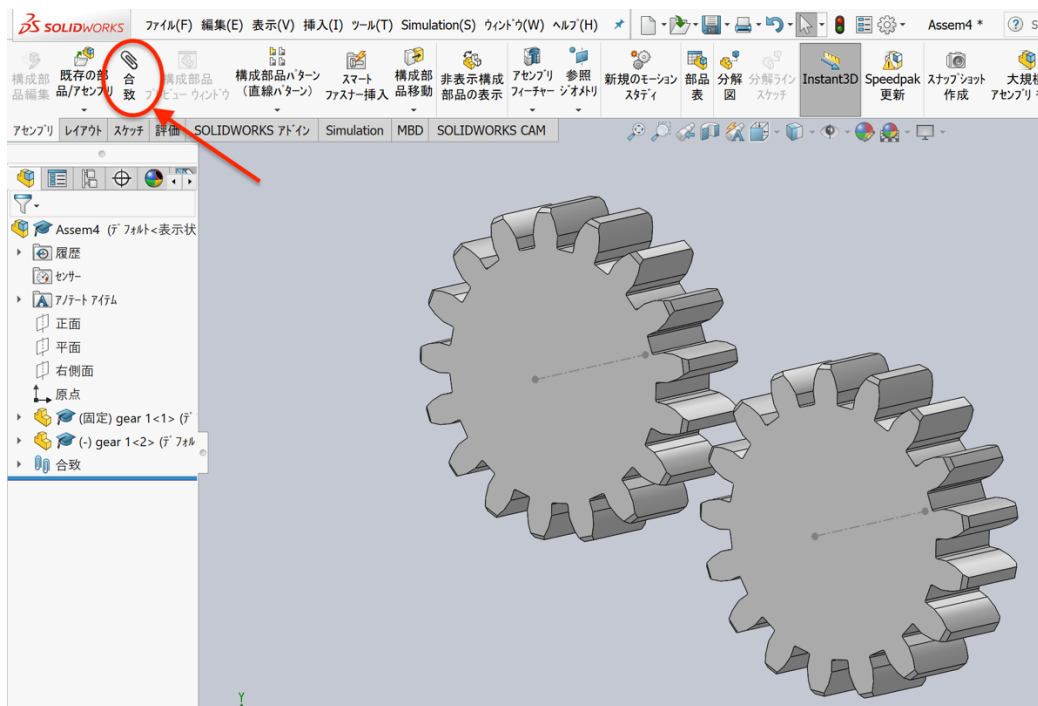 SOLIDWORKS ファイル(F) 編集(E) 表示(V) 挿入(I) ツール(T) Simulation(S) ウィンドウ(W) ヘルプ(H) Assem4 * S
構成部品編集
既存の部品/アセンブリ
合致
構成部品プレビュー ウィンドウ
構成部品パターン(直線パターン)
スマート ファスナー挿入
構成部品移動
非表示構成部品の表示
アセンブリ フィーチャー
参照 ジオメトリ
新規のモーション スタディ
部品表
分解図
分解ライン スケッチ
Instant3D
Speedpak 更新
スナップショット作成
大規模 アセンブリ
アセンブリ レイアウト スケッチ 評価 SOLIDWORKS アドイン Simulation MBD SOLIDWORKS CAM
Assem4 (デフォルト<表示状
履歴
センサー
アノテート アイテム
正面
平面
右側面
原点
(固定) gear 1<1> (デ
(-) gear 1<2> (デフォル
合致
Y